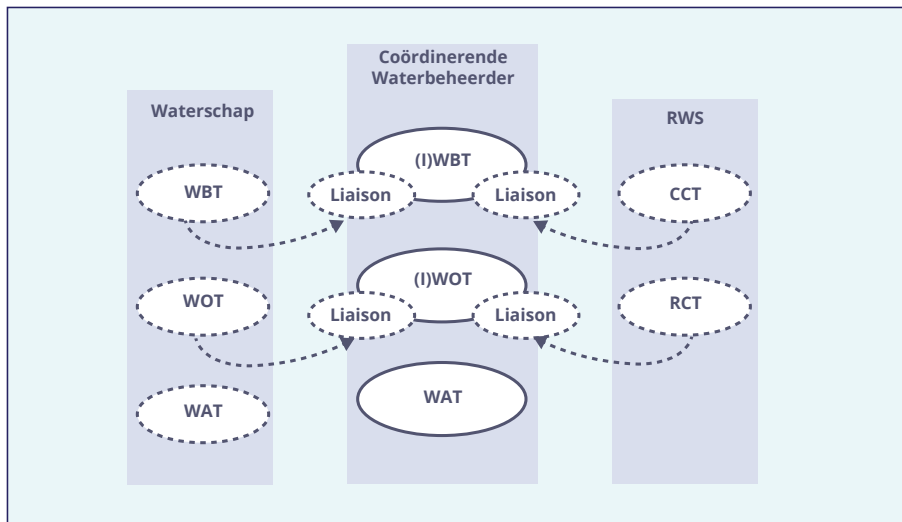 Coördinerende
Waterbeheerder
Waterschap
RWS
(I)WBT
WBT
Liaison
Liaison
CCT
(I)WOT
WOT
Liaison
Liaison
RCT
WAT
WAT